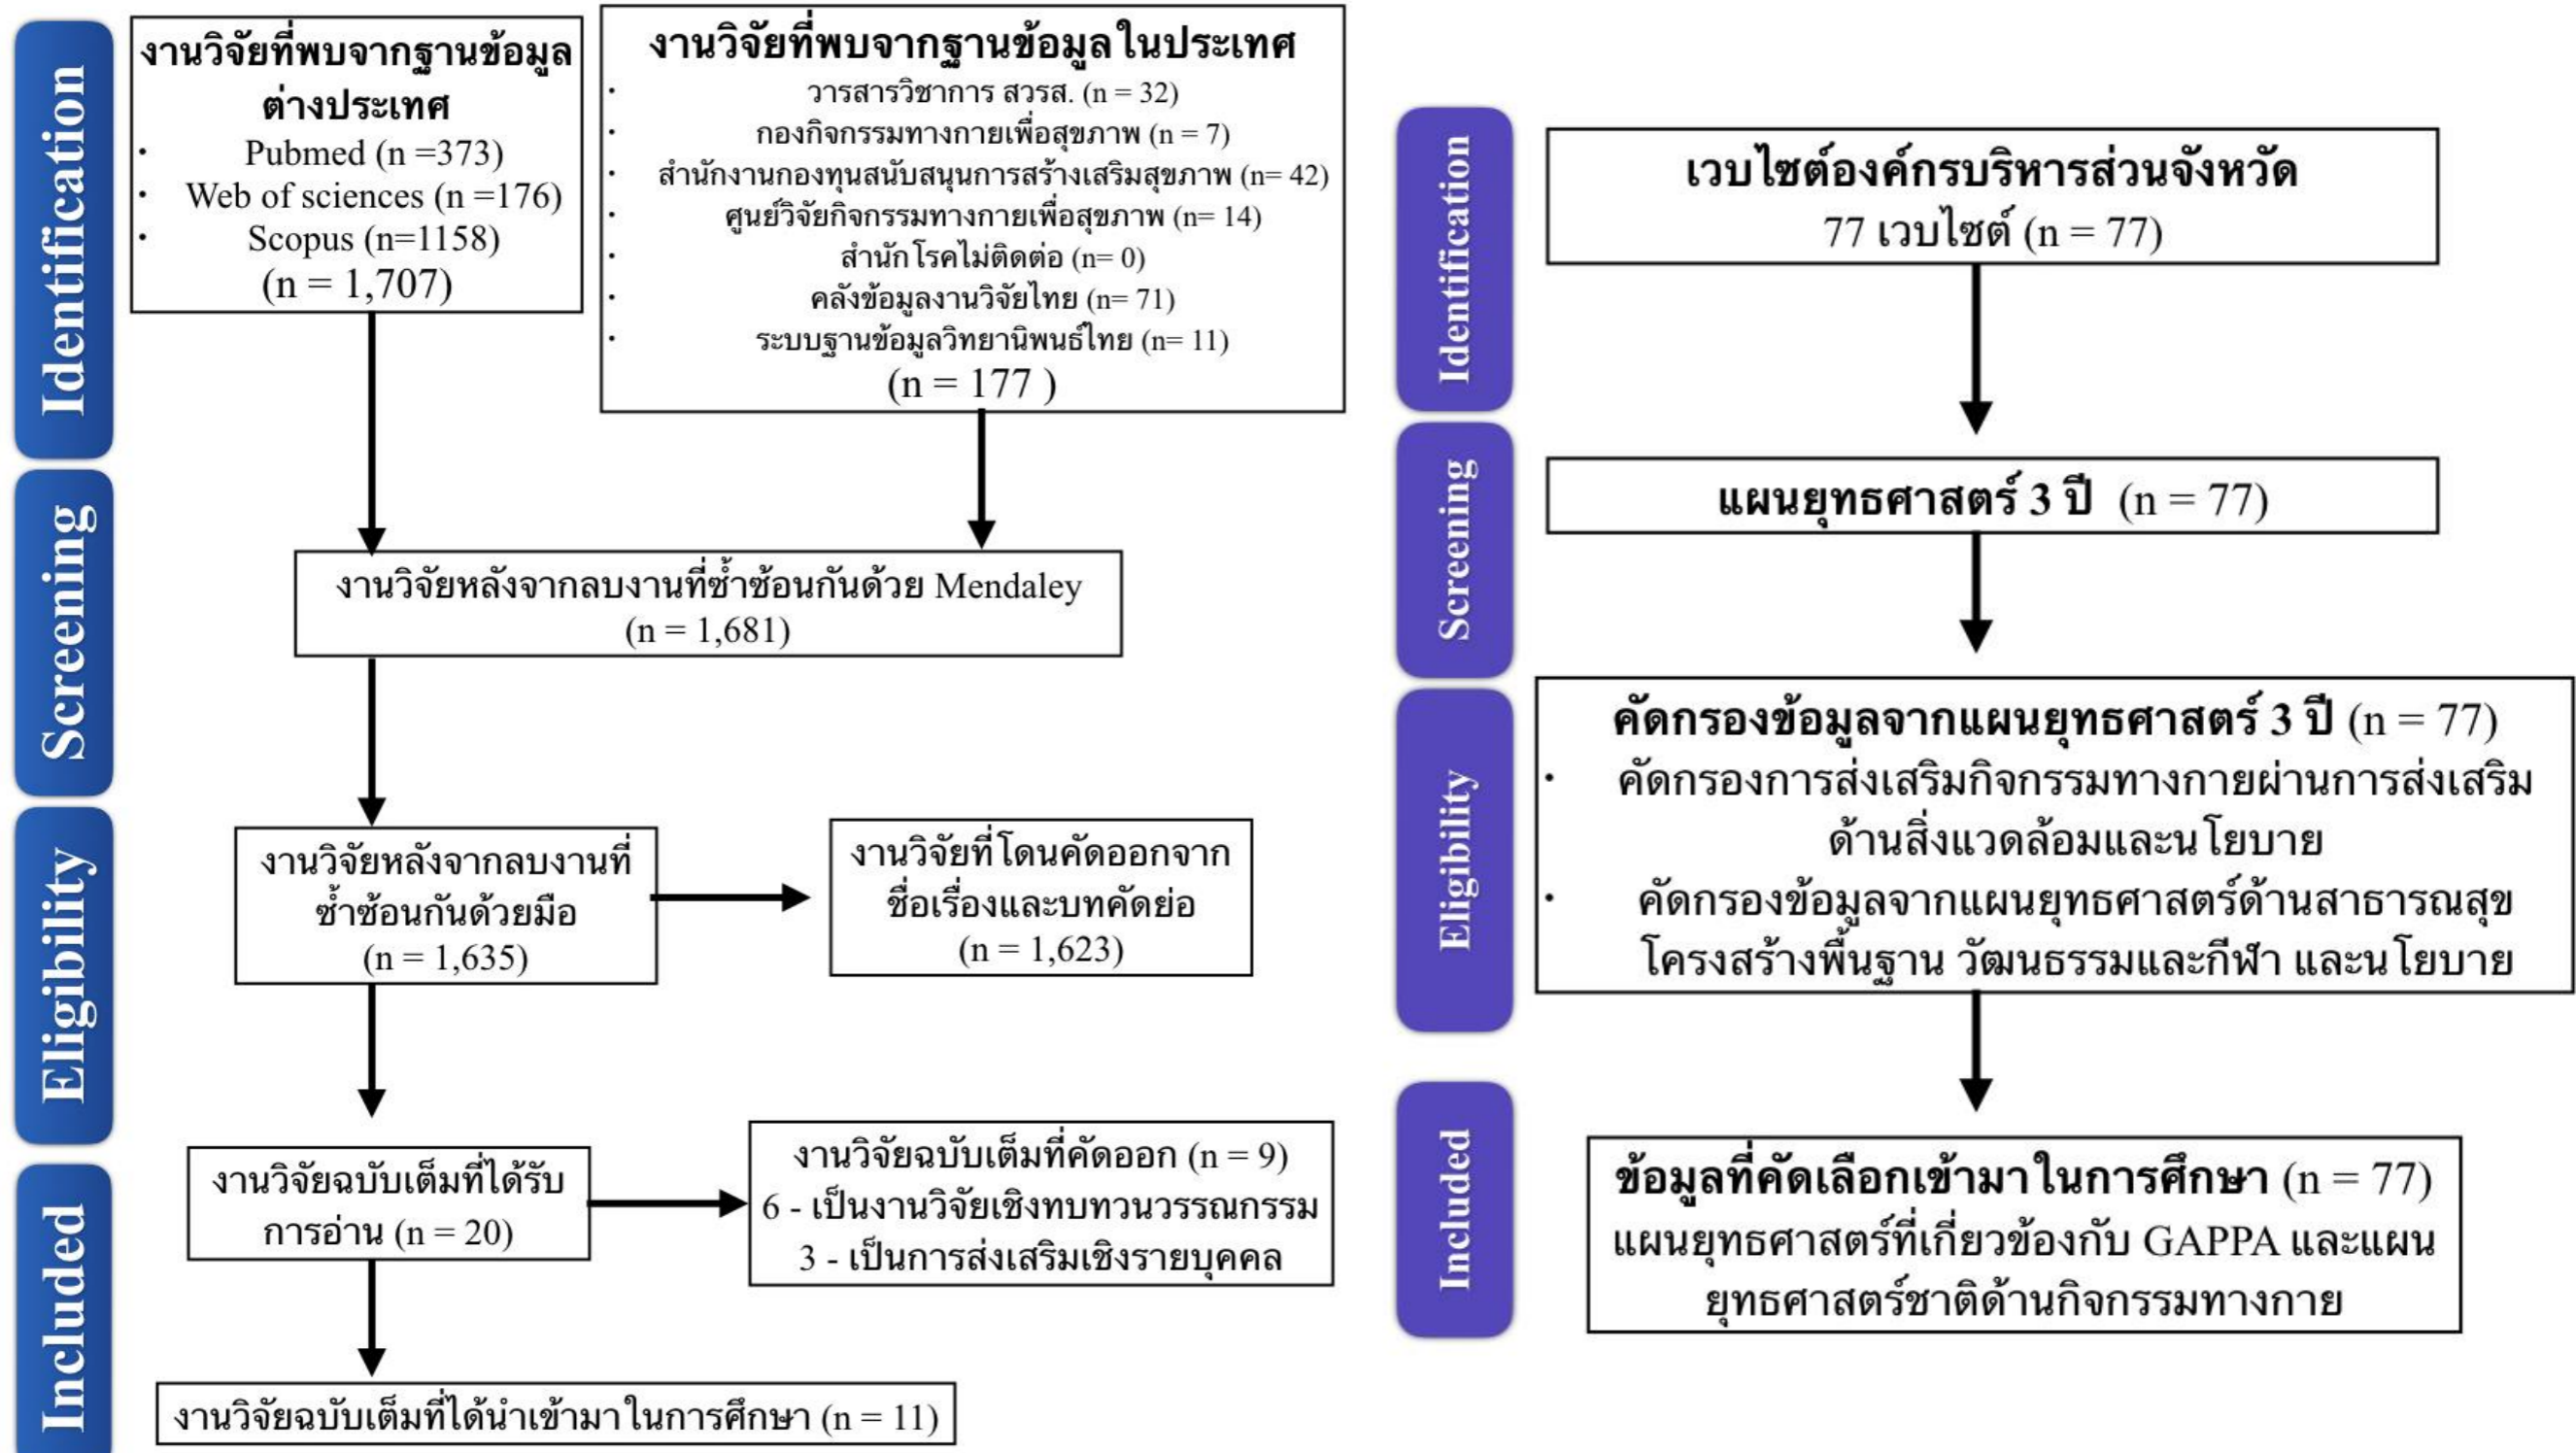 Identification
งานวิจัยที่พบจากฐานข้อมูล
ต่างประเทศ
• Pubmed (n =373)
• Web of sciences (n =176)
• Scopus (n=1158)
(n = 1,707)
งานวิจัยที่พบจากฐานข้อมูลในประเทศ
• วารสารวิชาการ สวรส. (n = 32)
• กองกิจกรรมทางกายเพื่อสุขภาพ (n = 7)
• สำนักงานกองทุนสนับสนุนการสร้างเสริมสุขภาพ (n= 42)
• ศูนย์วิจัยกิจกรรมทางกายเพื่อสุขภาพ (n= 14)
• สำนักโรคไม่ติดต่อ (n= 0)
• คลังข้อมูลงานวิจัยไทย (n= 71)
• ระบบฐานข้อมูลวิทยานิพนธ์ไทย (n= 11)
(n = 177 )
Screening
งานวิจัยหลังจากลบงานที่ซ้ำซ้อนกันด้วย Mendaley
(n = 1,681)
Eligibility
งานวิจัยหลังจากลบงานที่
ซ้ำซ้อนกันด้วยมือ
(n = 1,635)
งานวิจัยที่โดนคัดออกจาก
ชื่อเรื่องและบทคัดย่อ
(n = 1,623)
Included
งานวิจัยฉบับเต็มที่ได้รับ
การอ่าน (n = 20)
งานวิจัยฉบับเต็มที่คัดออก (n = 9)
6 - เป็นงานวิจัยเชิงทบทวนวรรณกรรม
3 - เป็นการส่งเสริมเชิงรายบุคคล
งานวิจัยฉบับเต็มที่ได้นำเข้ามาในการศึกษา (n = 11)
Identification
เวบไซต์องค์กรบริหารส่วนจังหวัด
77 เวบไซต์ (n = 77)
Screening
แผนยุทธศาสตร์ 3 ปี (n = 77)
Eligibility
คัดกรองข้อมูลจากแผนยุทธศาสตร์ 3 ปี (n = 77)
• คัดกรองการส่งเสริมกิจกรรมทางกายผ่านการส่งเสริม
ด้านสิ่งแวดล้อมและนโยบาย
• คัดกรองข้อมูลจากแผนยุทธศาสตร์ด้านสาธารณสุข
โครงสร้างพื้นฐาน วัฒนธรรมและกีฬา และนโยบาย
Included
ข้อมูลที่คัดเลือกเข้ามาในการศึกษา (n = 77)
แผนยุทธศาสตร์ที่เกี่ยวข้องกับ GAPPA และแผน
ยุทธศาสตร์ชาติด้านกิจกรรมทางกาย